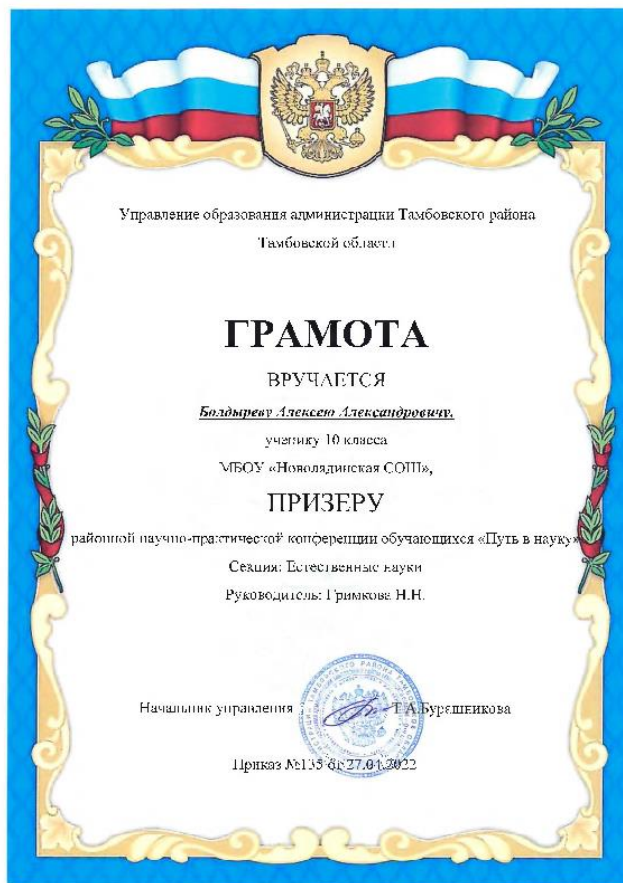 Управление образования администрации Тамбовского района
Тамбовской области
ГРАМОТА
ВРУЧАЕТСЯ
Болдыреву Алексею Александровичу,
ученику 10 класса
МБОУ «Новолядинская СОШ»,
ПРИЗЕРУ
районной научно-практической конференции обучающихся «Путь в науку»
Секция: Естественные науки
Руководитель: Гримкова Н.Н.
Начальник управления Т.А.Бурашникова
Приказ №135 от 27.04.2022